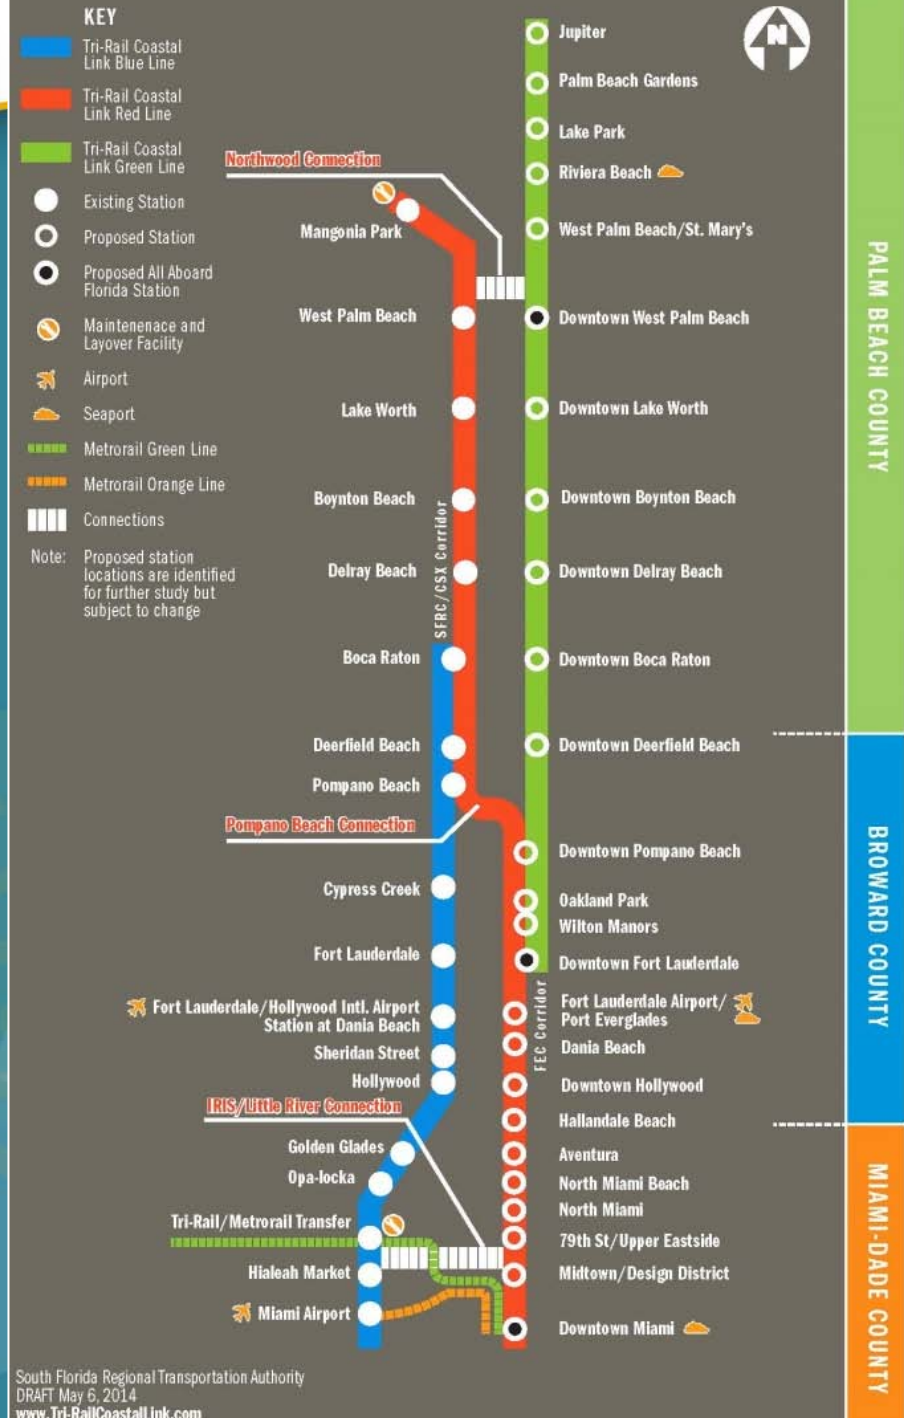 KEY
Tri-Rail Coastal
Link Blue Line
Tri-Rail Coastal
Link Red Line
Tri-Rail Coastal
Link Green Line
Existing Station
Proposed Station
Proposed All Aboard
Florida Station
Maintenenace and
Layover Facility
Airport
Seaport
Metrorail Green Line
Metrorail Orange Line
Connections
Note: Proposed station
locations are identified
for further study but
subject to change
N
Northwood Connection
Mangonia Park
West Palm Beach
Lake Worth
Boynton Beach
Delray Beach
SFRC/CSX Corridor
Boca Raton
Deerfield Beach
Pompano Beach
Pompano Beach Connection
Cypress Creek
Fort Lauderdale
Fort Lauderdale/Hollywood Intl. Airport
Station at Dania Beach
Sheridan Street
Hollywood
IRIS/Little River Connection
Golden Glades
Opa-locka
Tri-Rail/Metrorail Transfer
Hialeah Market
Miami Airport
Jupiter
Palm Beach Gardens
Lake Park
Riviera Beach
West Palm Beach/St. Mary's
Downtown West Palm Beach
Downtown Lake Worth
Downtown Boynton Beach
Downtown Delray Beach
Downtown Boca Raton
Downtown Deerfield Beach
Downtown Pompano Beach
Oakland Park
Wilton Manors
Downtown Fort Lauderdale
FEC Corridor
Fort Lauderdale Airport/
Port Everglades
Dania Beach
Downtown Hollywood
Hallandale Beach
Aventura
North Miami Beach
North Miami
79th St/Upper Eastside
Midtown/Design District
Downtown Miami
PALM BEACH COUNTY
BROWARD COUNTY
MIAMI-DADE COUNTY
South Florida Regional Transportation Authority
DRAFT May 6, 2014
www.Tri-RailCoastalLink.com